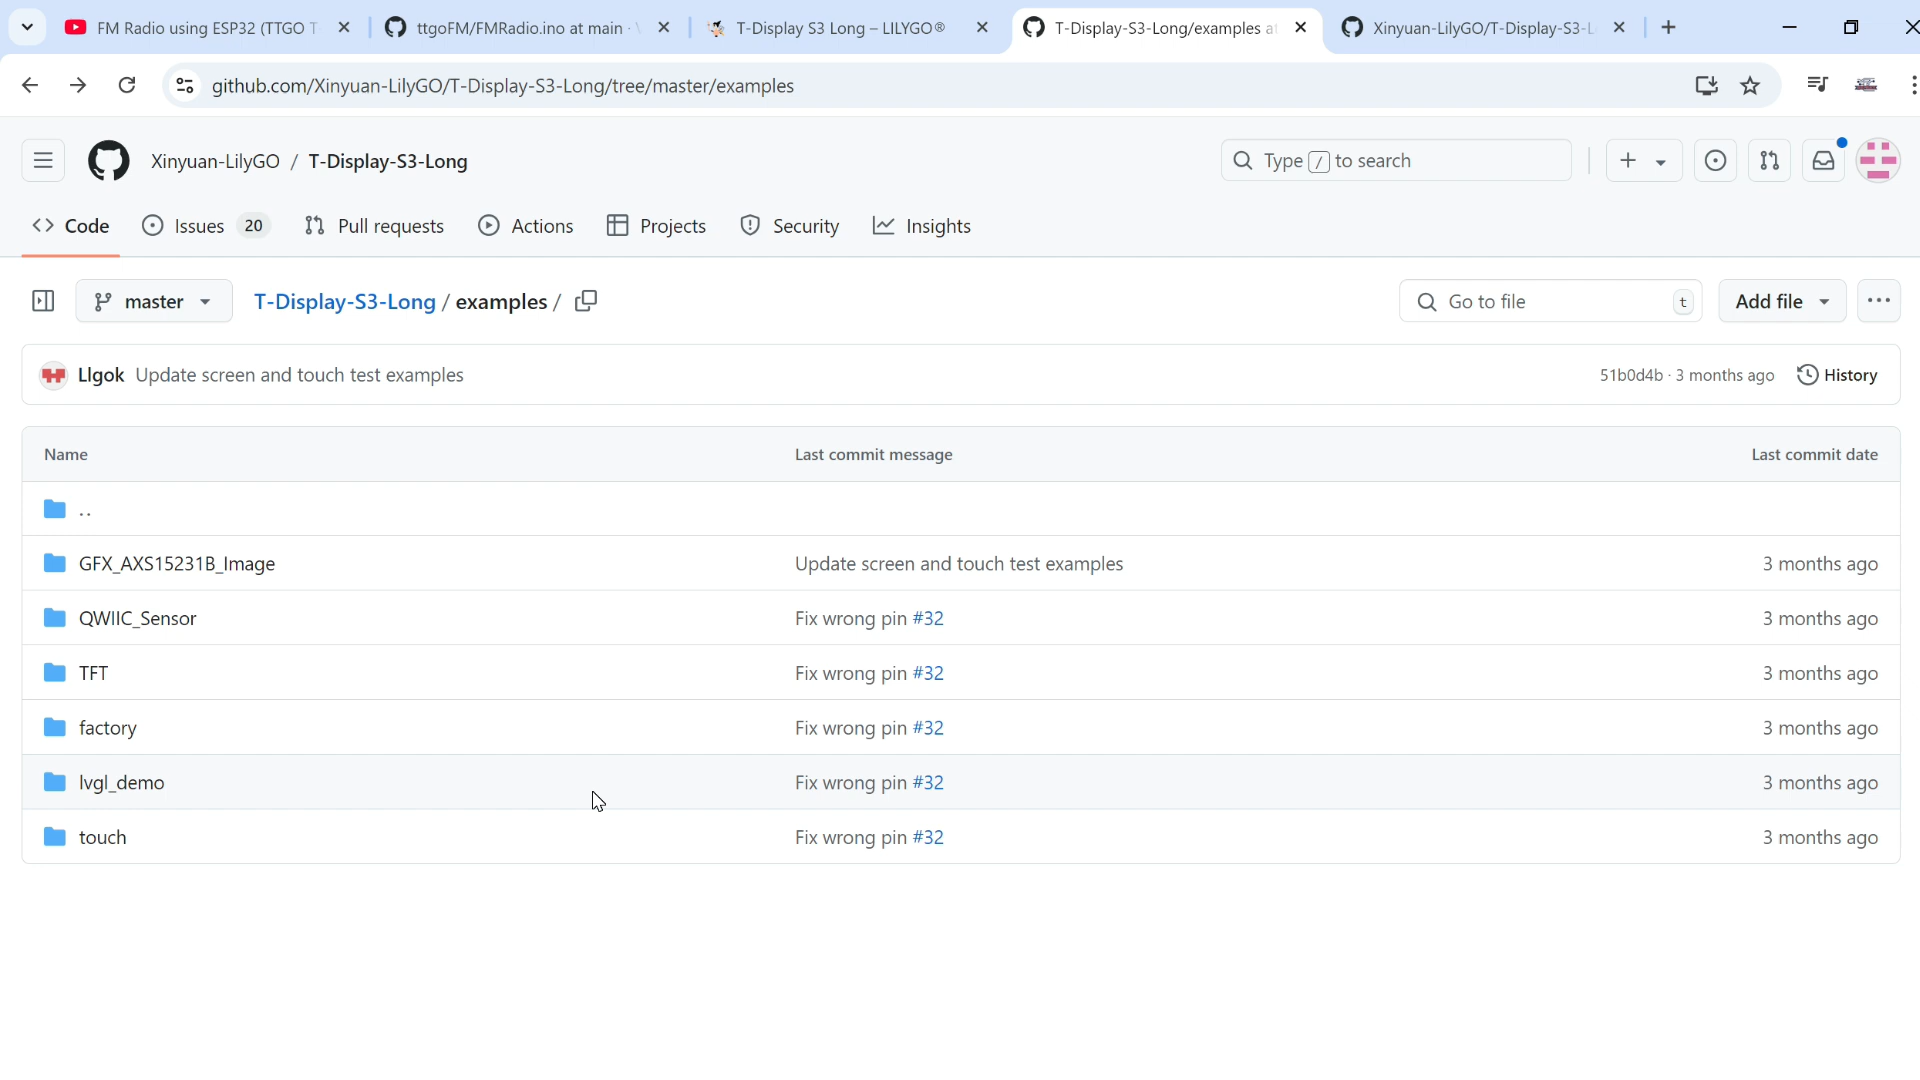 FM Radio using ESP32 (TTGO T
ttgoFM/FMRadio.ino at main ·
T-Display S3 Long – LILYGO®
T-Display-S3-Long/examples at
Xinyuan-LilyGO/T-Display-S3-L
github.com/Xinyuan-LilyGO/T-Display-S3-Long/tree/master/examples
Xinyuan-LilyGO / T-Display-S3-Long
Type / to search
Code
Issues 20
Pull requests
Actions
Projects
Security
Insights
master
T-Display-S3-Long / examples /
Go to file t
Add file
Llgok Update screen and touch test examples
51b0d4b · 3 months ago
History
Name Last commit message Last commit date
..
GFX_AXS15231B_Image Update screen and touch test examples 3 months ago
QWIIC_Sensor Fix wrong pin #32 3 months ago
TFT Fix wrong pin #32 3 months ago
factory Fix wrong pin #32 3 months ago
lvgl_demo Fix wrong pin #32 3 months ago
touch Fix wrong pin #32 3 months ago